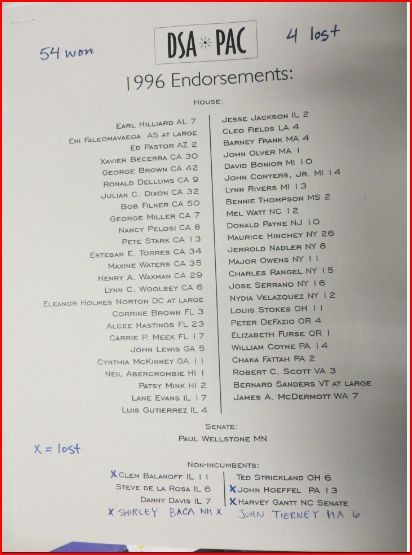 54 won
DSA PAC
4 lost
1996 Endorsements:
House:
Earl Hilliard AL 7
Eni Faleomavaega AS at large
Ed Pastor AZ 2
Xavier Becerra CA 30
George Brown CA 42
Ronald Dellums CA 9
Julian C. Dixon CA 32
Bob Filner CA 50
George Miller CA 7
Nancy Pelosi CA 8
Pete Stark CA 13
Esteban E. Torres CA 34
Maxine Waters CA 35
Henry A. Waxman CA 29
Lynn C. Woolsey CA 6
Eleanor Holmes Norton DC at large
Corrine Brown FL 3
Alcee Hastings FL 23
Carrie P. Meek FL 17
John Lewis GA 5
Cynthia McKinney GA 11
Neil Abercrombie HI 1
Patsy Mink HI 2
Lane Evans IL 17
Luis Gutierrez IL 4
Jesse Jackson IL 2
Cleo Fields LA 4
Barney Frank MA 4
John Olver MA 1
David Bonior MI 10
John Conyers, Jr. MI 14
Lynn Rivers MI 13
Bennie Thompson MS 2
Mel Watt NC 12
Donald Payne NJ 10
Maurice Hinchey NY 26
Jerrold Nadler NY 8
Major Owens NY 11
Charles Rangel NY 15
Jose Serrano NY 16
Nydia Velazquez NY 12
Louis Stokes OH 11
Peter DeFazio OR 4
Elizabeth Furse OR 1
William Coyne PA 14
Chaka Fattah PA 2
Robert C. Scott VA 3
Bernard Sanders VT at large
James A. McDermott WA 7
Senate:
Paul Wellstone MN
X = lost
Non-incumbents:
X Clem Balanoff IL 11
Steve de la Rosa IL 6
Danny Davis IL 7
X SHIRLEY BACA NM X
Ted Strickland OH 6
X John Hoeffel PA 13
X Harvey Gantt NC Senate
JOHN TIERNEY MA 6